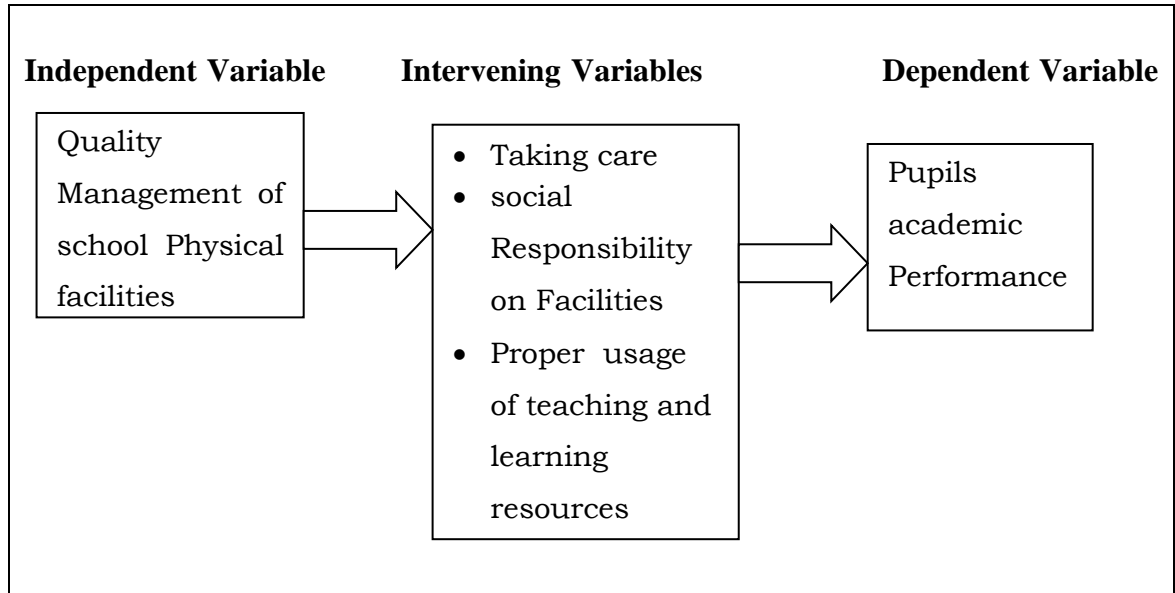 Independent Variable
Intervening Variables
Dependent Variable
Quality
Management of
school Physical
facilities
• Taking care
• social
Responsibility
on Facilities
• Proper usage
of teaching and
learning
resources
Pupils
academic
Performance